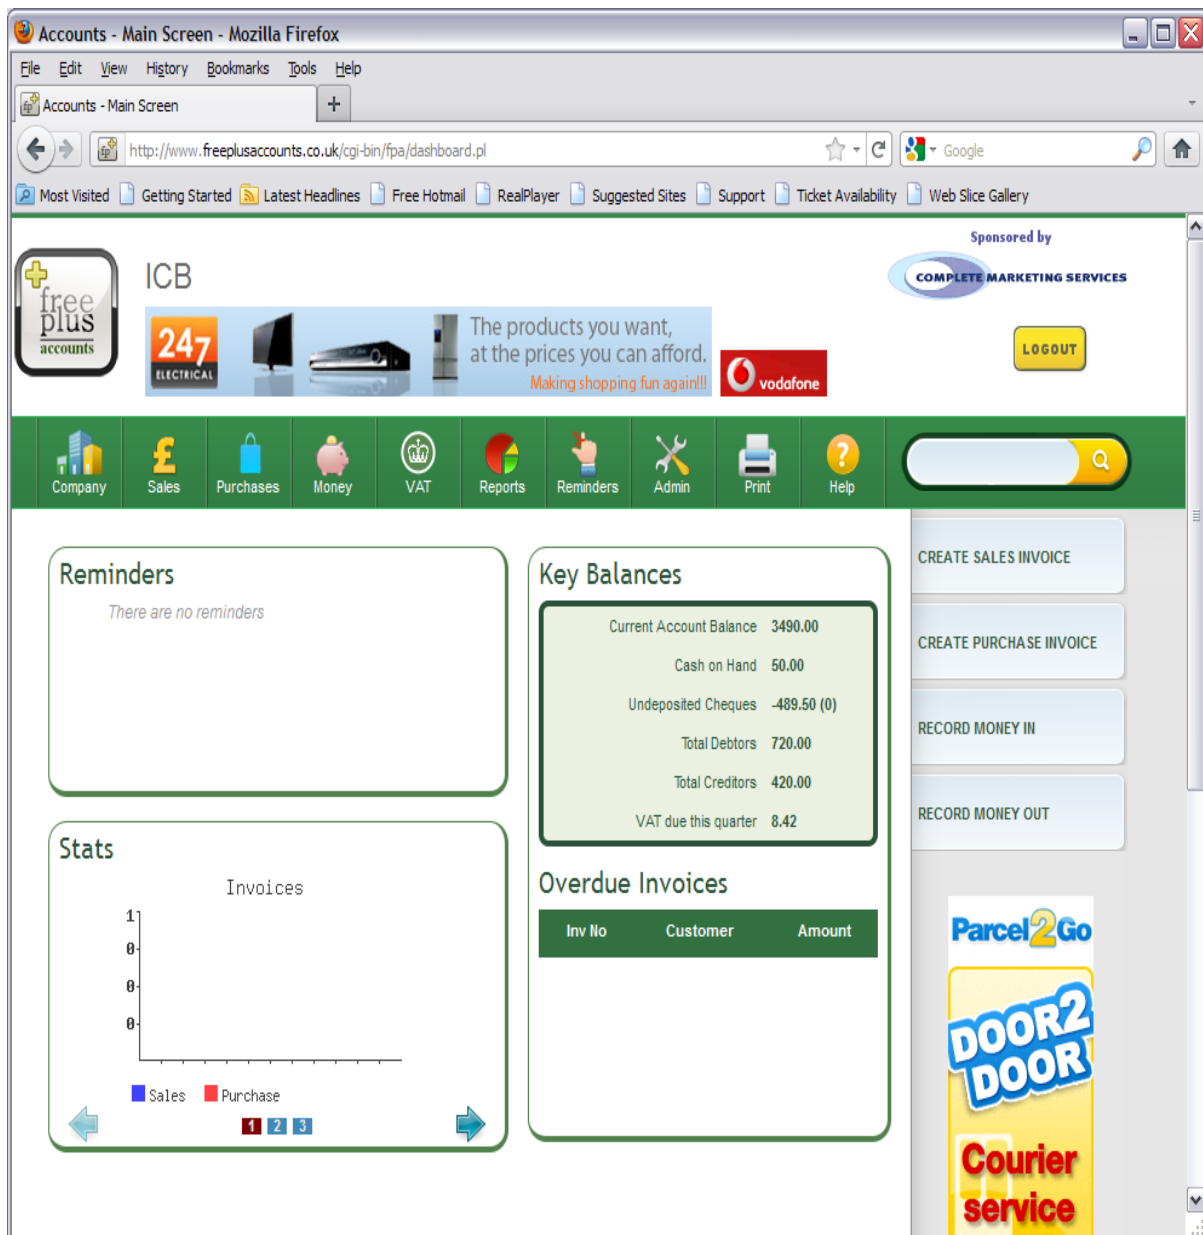 Accounts - Main Screen - Mozilla Firefox
File Edit View History Bookmarks Tools Help
Accounts - Main Screen
http://www.freeplusaccounts.co.uk/cgi-bin/fpa/dashboard.pl
Google
Most Visited Getting Started Latest Headlines Free Hotmail RealPlayer Suggested Sites Support Ticket Availability Web Slice Gallery
Sponsored by
COMPLETE MARKETING SERVICES
free
plus
accounts
ICB
247
ELECTRICAL
The products you want,
at the prices you can afford.
Making shopping fun again!!!
vodafone
LOGOUT
Company Sales Purchases Money VAT Reports Reminders Admin Print Help
Reminders
There are no reminders
Key Balances
Current Account Balance 3490.00
Cash on Hand 50.00
Undeposited Cheques -489.50 (0)
Total Debtors 720.00
Total Creditors 420.00
VAT due this quarter 8.42
CREATE SALES INVOICE
CREATE PURCHASE INVOICE
RECORD MONEY IN
RECORD MONEY OUT
Stats
Invoices
1
0
0
0
Sales Purchase
1 2 3
Overdue Invoices
Inv No Customer Amount
Parcel2Go
DOOR2
DOOR
Courier
service